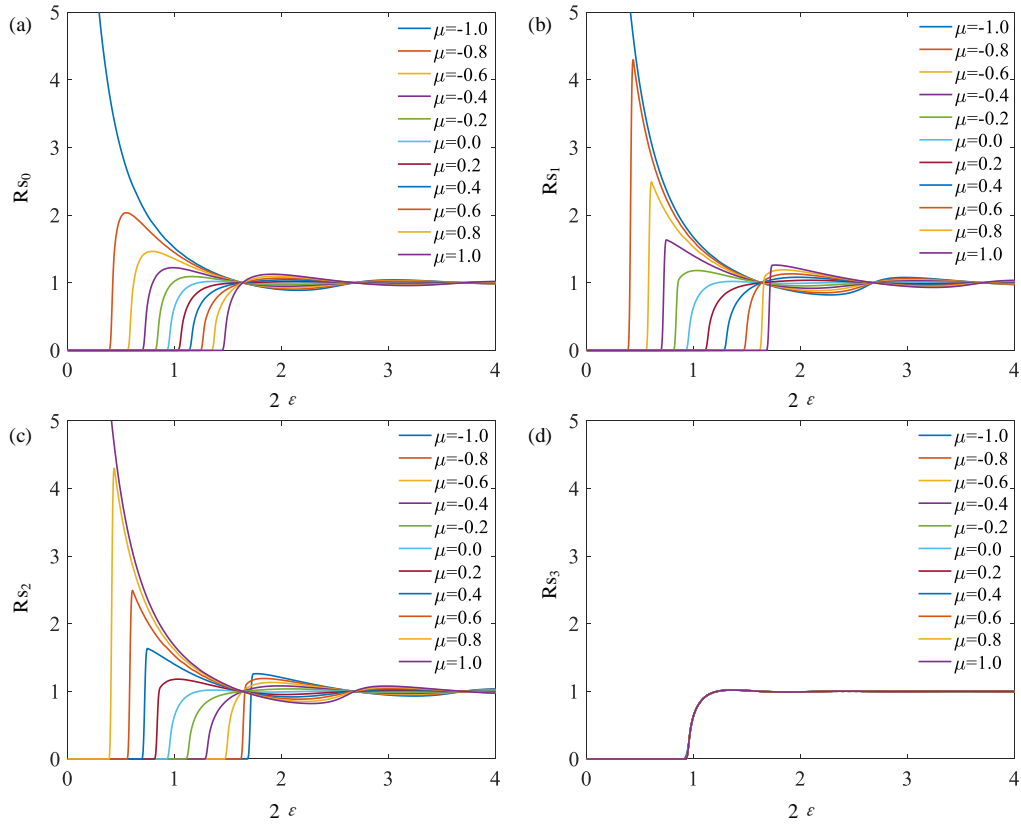 (a)
5
4
3
2
1
0
Rs₀
0 1 2 3 4
2 ε
μ=-1.0
μ=-0.8
μ=-0.6
μ=-0.4
μ=-0.2
μ=0.0
μ=0.2
μ=0.4
μ=0.6
μ=0.8
μ=1.0
(b)
5
4
3
2
1
0
Rs₁
0 1 2 3 4
2 ε
μ=-1.0
μ=-0.8
μ=-0.6
μ=-0.4
μ=-0.2
μ=0.0
μ=0.2
μ=0.4
μ=0.6
μ=0.8
μ=1.0
(c)
5
4
3
2
1
0
Rs₂
0 1 2 3 4
2 ε
μ=-1.0
μ=-0.8
μ=-0.6
μ=-0.4
μ=-0.2
μ=0.0
μ=0.2
μ=0.4
μ=0.6
μ=0.8
μ=1.0
(d)
5
4
3
2
1
0
Rs₃
0 1 2 3 4
2 ε
μ=-1.0
μ=-0.8
μ=-0.6
μ=-0.4
μ=-0.2
μ=0.0
μ=0.2
μ=0.4
μ=0.6
μ=0.8
μ=1.0